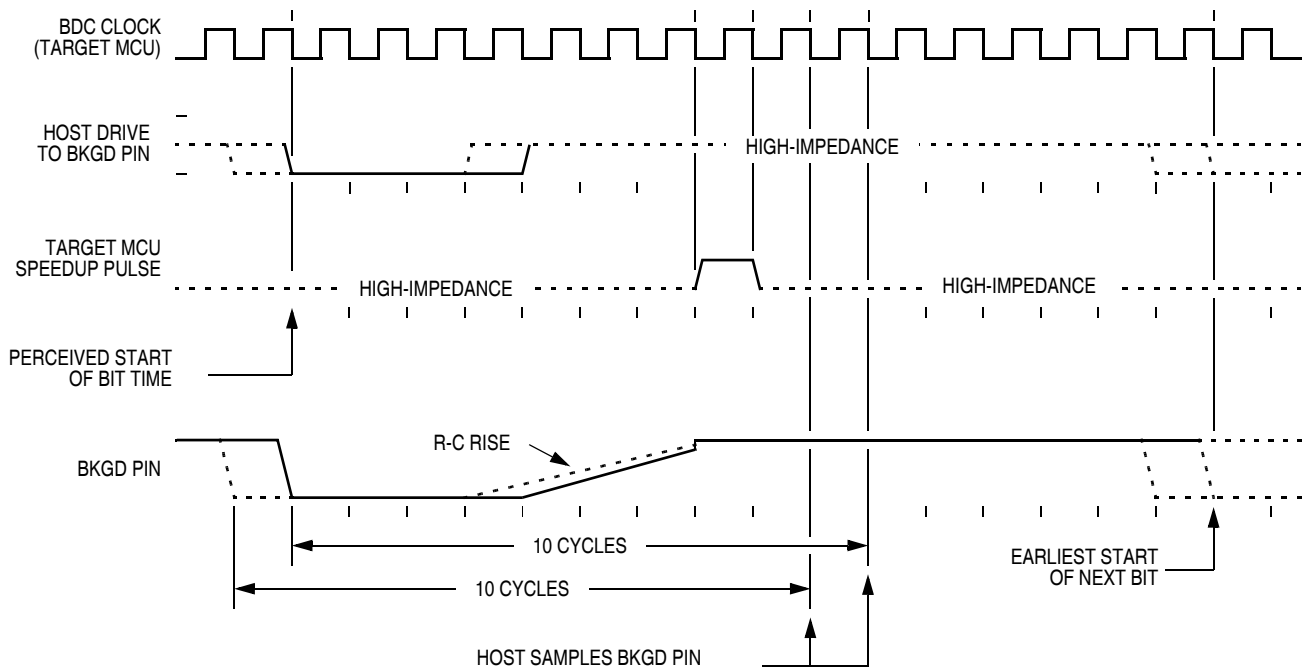 BDC CLOCK
(TARGET MCU)
HOST DRIVE
TO BKGD PIN
HIGH-IMPEDANCE
TARGET MCU
SPEEDUP PULSE
HIGH-IMPEDANCE
HIGH-IMPEDANCE
PERCEIVED START
OF BIT TIME
R-C RISE
BKGD PIN
10 CYCLES
EARLIEST START
OF NEXT BIT
10 CYCLES
HOST SAMPLES BKGD PIN